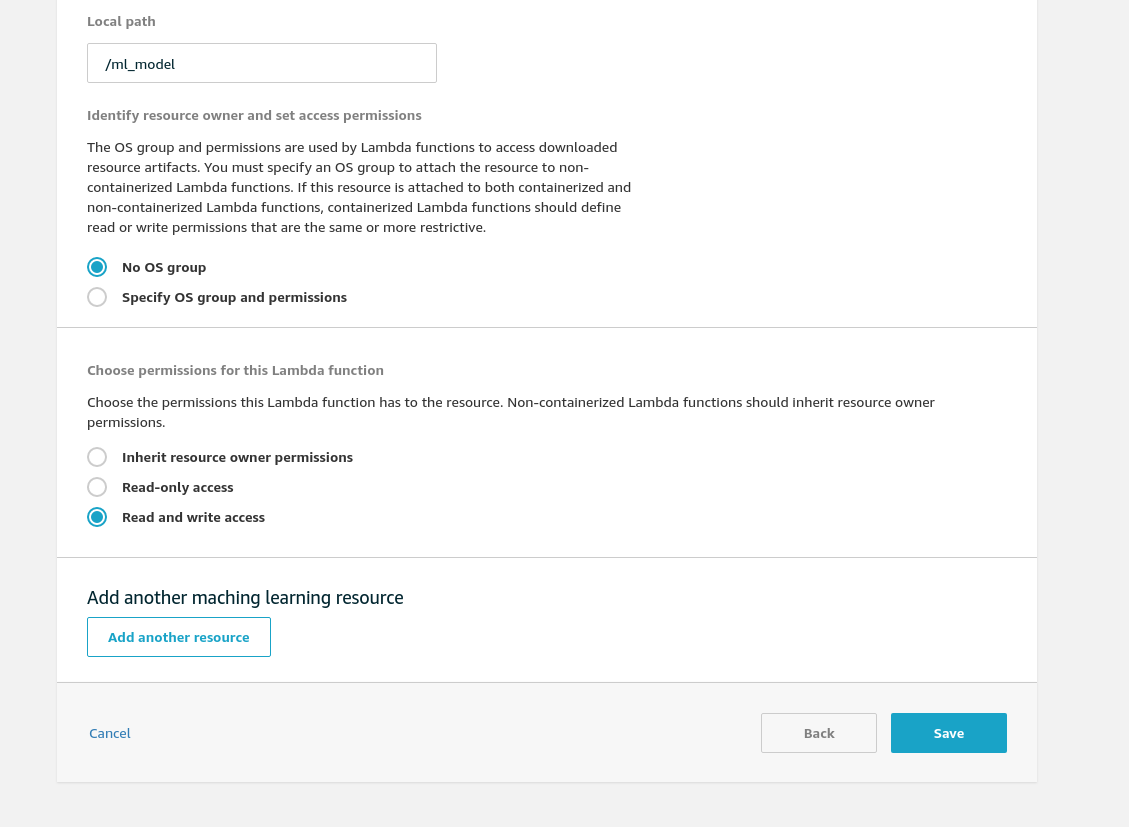 Local path
/ml_model
Identify resource owner and set access permissions
The OS group and permissions are used by Lambda functions to access downloaded
resource artifacts. You must specify an OS group to attach the resource to non-
containerized Lambda functions. If this resource is attached to both containerized and
non-containerized Lambda functions, containerized Lambda functions should define
read or write permissions that are the same or more restrictive.
No OS group
Specify OS group and permissions
Choose permissions for this Lambda function
Choose the permissions this Lambda function has to the resource. Non-containerized Lambda functions should inherit resource owner
permissions.
Inherit resource owner permissions
Read-only access
Read and write access
Add another maching learning resource
Add another resource
Cancel
Back
Save